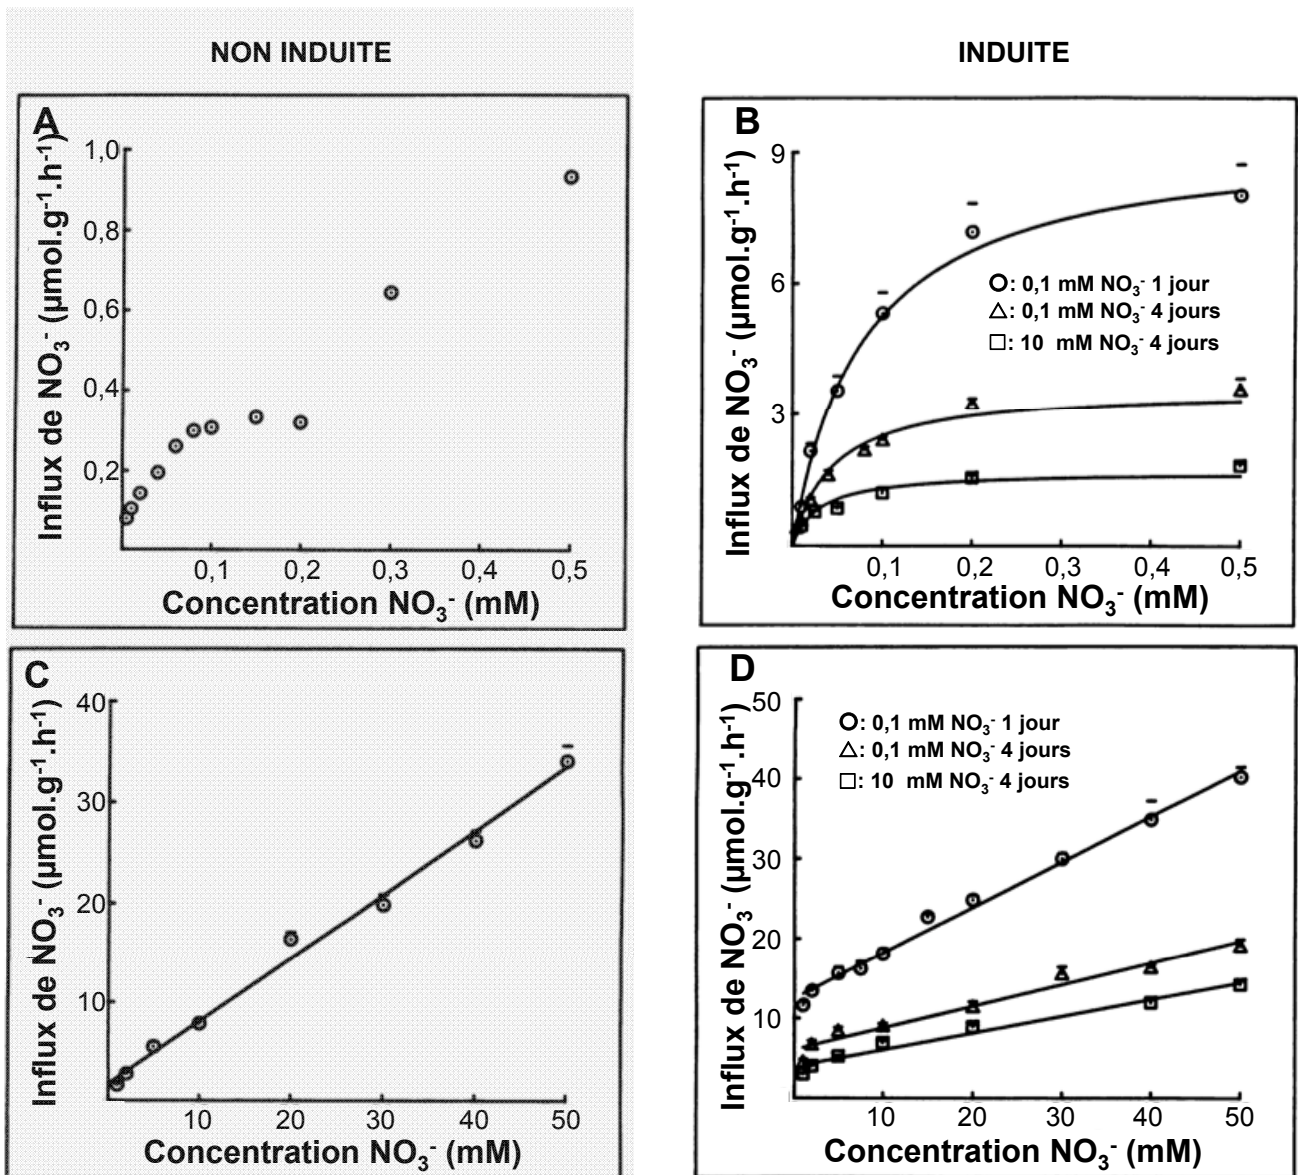 NON INDUITE
INDUITE
A
Influx de NO₃⁻ (µmol.g⁻¹.h⁻¹)
1,0
0,8
0,6
0,4
0,2
0,1 0,2 0,3 0,4 0,5
Concentration NO₃⁻ (mM)
B
Influx de NO₃⁻ (µmol.g⁻¹.h⁻¹)
9
6
3
: 0,1 mM NO₃⁻ 1 jour
: 0,1 mM NO₃⁻ 4 jours
: 10 mM NO₃⁻ 4 jours
0,1 0,2 0,3 0,4 0,5
Concentration NO₃⁻ (mM)
C
Influx de NO₃⁻ (µmol.g⁻¹.h⁻¹)
40
30
20
10
10 20 30 40 50
Concentration NO₃⁻ (mM)
D
Influx de NO₃⁻ (µmol.g⁻¹.h⁻¹)
50
40
30
20
10
: 0,1 mM NO₃⁻ 1 jour
: 0,1 mM NO₃⁻ 4 jours
: 10 mM NO₃⁻ 4 jours
10 20 30 40 50
Concentration NO₃⁻ (mM)